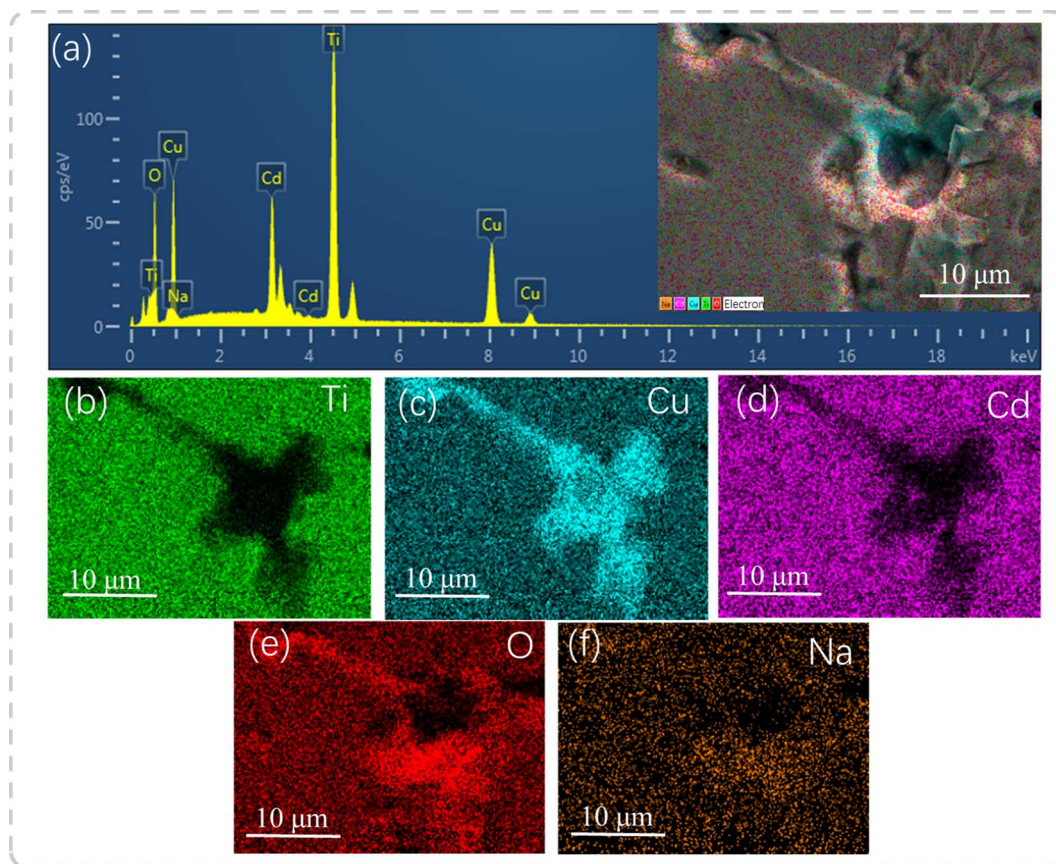 (a)
Ti
100
Cu
O
Cd
cps/eV
50
Cu
Ti
Na
Cd
Cu
0
0 2 4 6 8 10 12 14 16 18 keV
10 μm
Na Cd Cu Ti O Electron
(b) Ti
10 μm
(c) Cu
10 μm
(d) Cd
10 μm
(e) O
10 μm
(f) Na
10 μm